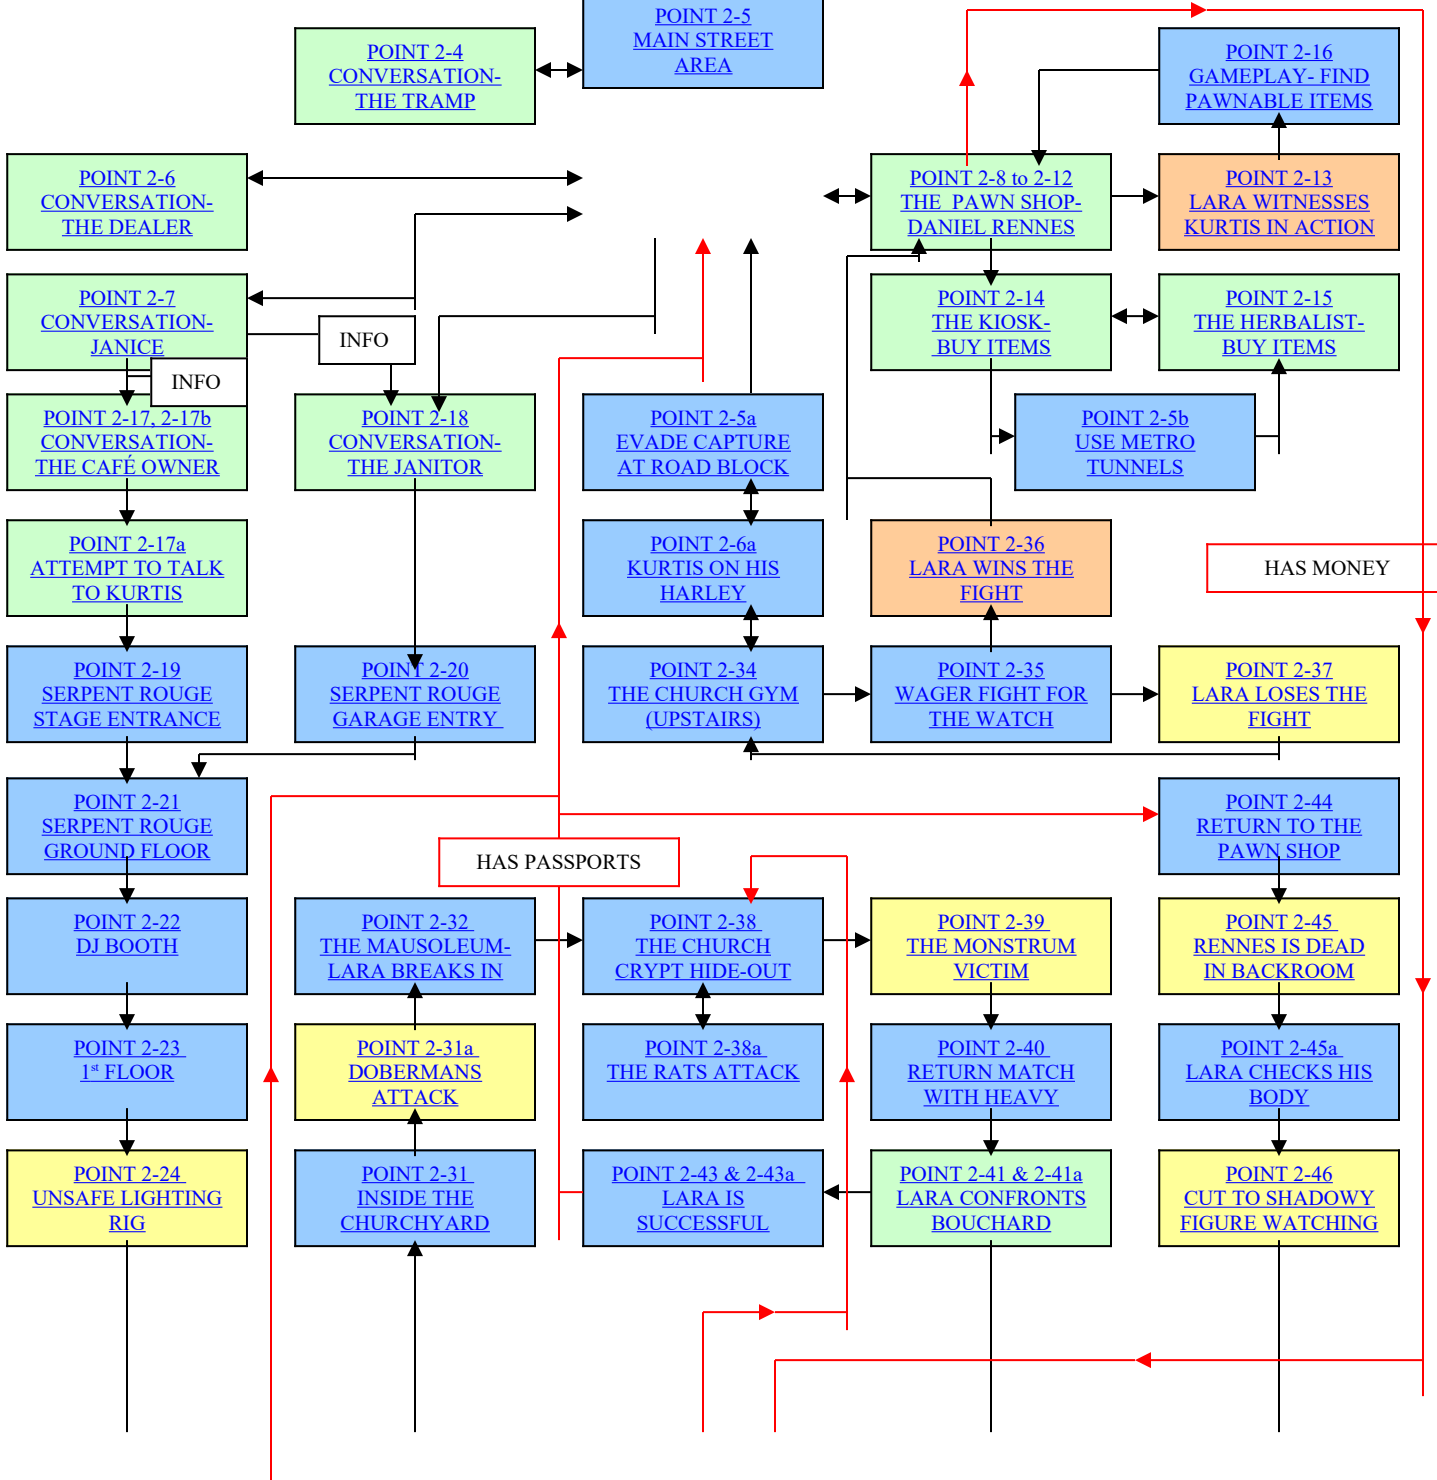 POINT 2-5
MAIN STREET
AREA
POINT 2-4
CONVERSATION-
THE TRAMP
POINT 2-16
GAMEPLAY- FIND
PAWNABLE ITEMS
POINT 2-6
CONVERSATION-
THE DEALER
POINT 2-8 to 2-12
THE PAWN SHOP-
DANIEL RENNES
POINT 2-13
LARA WITNESSES
KURTIS IN ACTION
POINT 2-7
CONVERSATION-
JANICE
INFO
INFO
POINT 2-14
THE KIOSK-
BUY ITEMS
POINT 2-15
THE HERBALIST-
BUY ITEMS
POINT 2-17, 2-17b
CONVERSATION-
THE CAFÉ OWNER
POINT 2-18
CONVERSATION-
THE JANITOR
POINT 2-5a
EVADE CAPTURE
AT ROAD BLOCK
POINT 2-5b
USE METRO
TUNNELS
POINT 2-17a
ATTEMPT TO TALK
TO KURTIS
POINT 2-6a
KURTIS ON HIS
HARLEY
POINT 2-36
LARA WINS THE
FIGHT
HAS MONEY
POINT 2-19
SERPENT ROUGE
STAGE ENTRANCE
POINT 2-20
SERPENT ROUGE
GARAGE ENTRY
POINT 2-34
THE CHURCH GYM
(UPSTAIRS)
POINT 2-35
WAGER FIGHT FOR
THE WATCH
POINT 2-37
LARA LOSES THE
FIGHT
POINT 2-21
SERPENT ROUGE
GROUND FLOOR
HAS PASSPORTS
POINT 2-44
RETURN TO THE
PAWN SHOP
POINT 2-22
DJ BOOTH
POINT 2-32
THE MAUSOLEUM-
LARA BREAKS IN
POINT 2-38
THE CHURCH
CRYPT HIDE-OUT
POINT 2-39
THE MONSTRUM
VICTIM
POINT 2-45
RENNES IS DEAD
IN BACKROOM
POINT 2-23
1st FLOOR
POINT 2-31a
DOBERMANS
ATTACK
POINT 2-38a
THE RATS ATTACK
POINT 2-40
RETURN MATCH
WITH HEAVY
POINT 2-45a
LARA CHECKS HIS
BODY
POINT 2-24
UNSAFE LIGHTING
RIG
POINT 2-31
INSIDE THE
CHURCHYARD
POINT 2-43 & 2-43a
LARA IS
SUCCESSFUL
POINT 2-41 & 2-41a
LARA CONFRONTS
BOUCHARD
POINT 2-46
CUT TO SHADOWY
FIGURE WATCHING